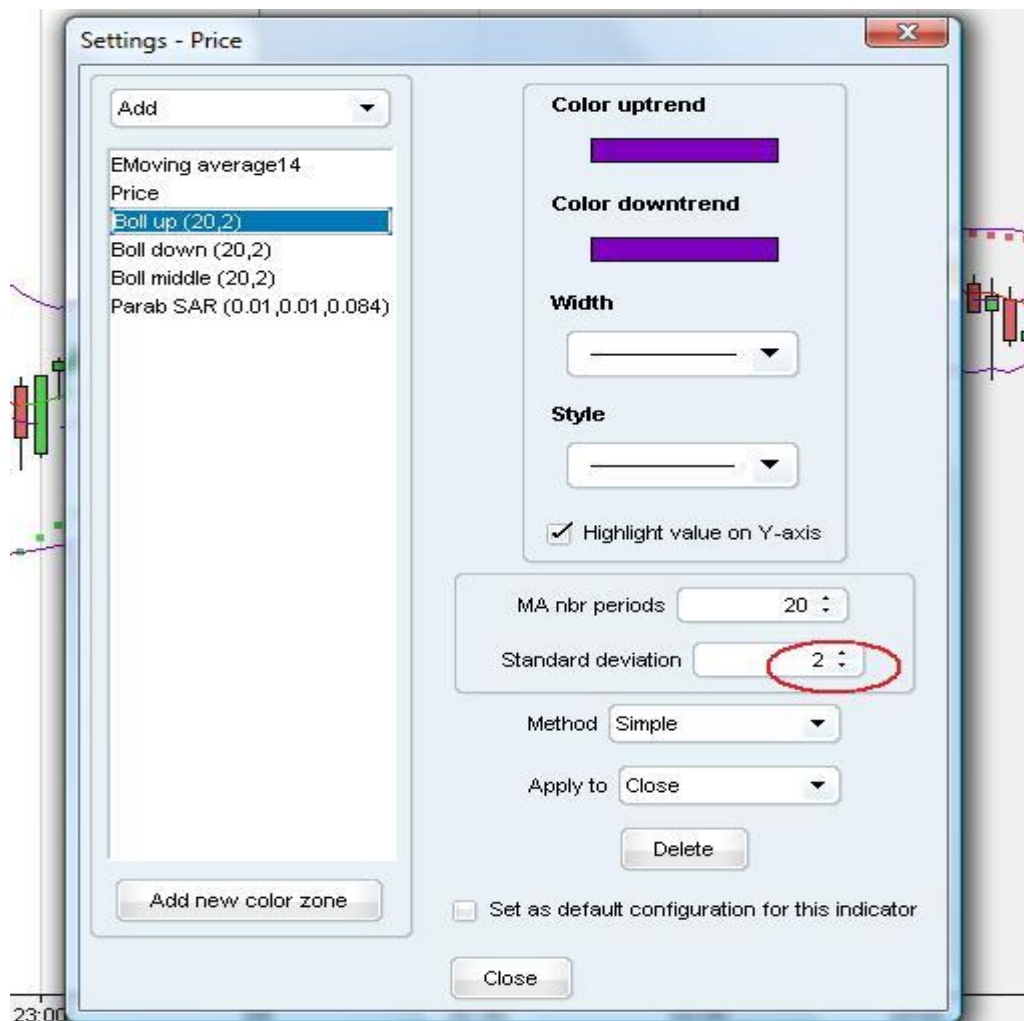 Settings - Price
Add
EMoving average14
Price
Boll up (20,2)
Boll down (20,2)
Boll middle (20,2)
Parab SAR (0.01,0.01,0.084)
Add new color zone
Color uptrend
Color downtrend
Width
Style
Highlight value on Y-axis
MA nbr periods 20
Standard deviation 2
Method Simple
Apply to Close
Delete
Set as default configuration for this indicator
Close
23:00